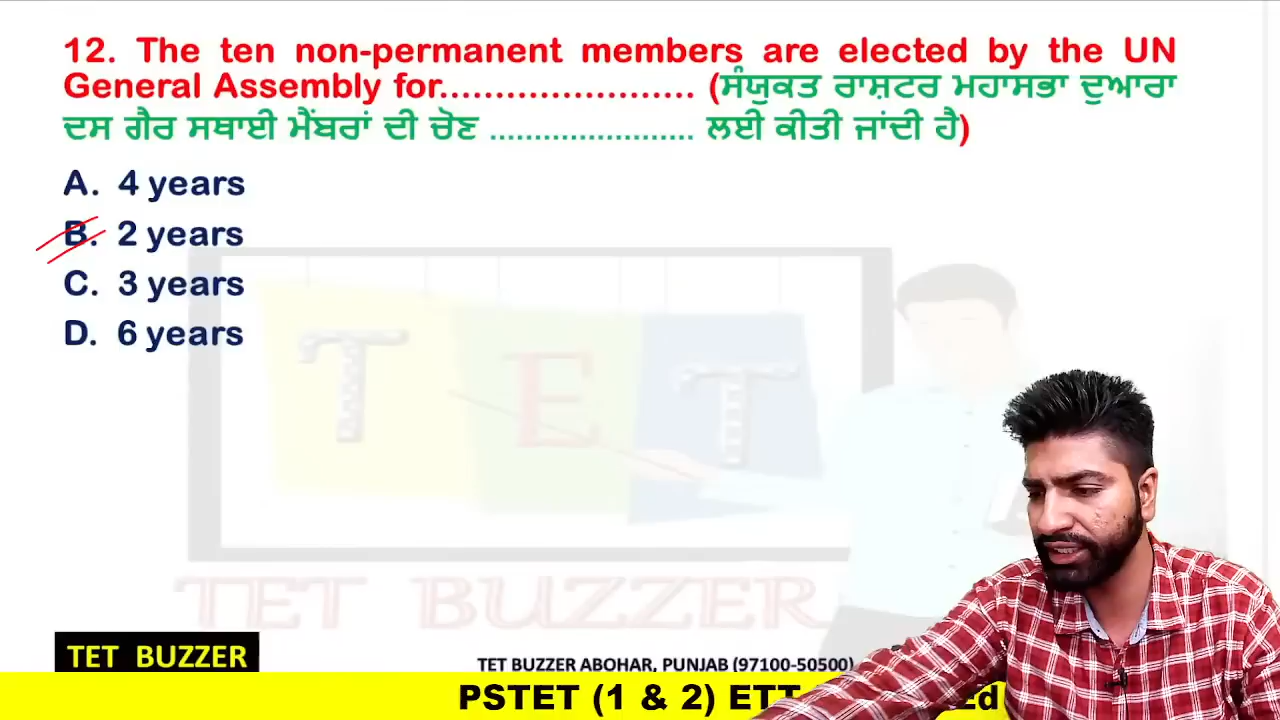 12. The ten non-permanent members are elected by the UN
General Assembly for....................... (ਸੰਯੁਕਤ ਰਾਸ਼ਟਰ ਮਹਾਸਭਾ ਦੁਆਰਾ
ਦਸ ਗੈਰ ਸਥਾਈ ਮੈਂਬਰਾਂ ਦੀ ਚੋਣ ...................... ਲਈ ਕੀਤੀ ਜਾਂਦੀ ਹੈ)
A. 4 years
B. 2 years
C. 3 years
D. 6 years
T E T
TET BUZZER
TET BUZZER
TET BUZZER ABOHAR, PUNJAB (97100-50500)
PSTET (1 & 2) ETT